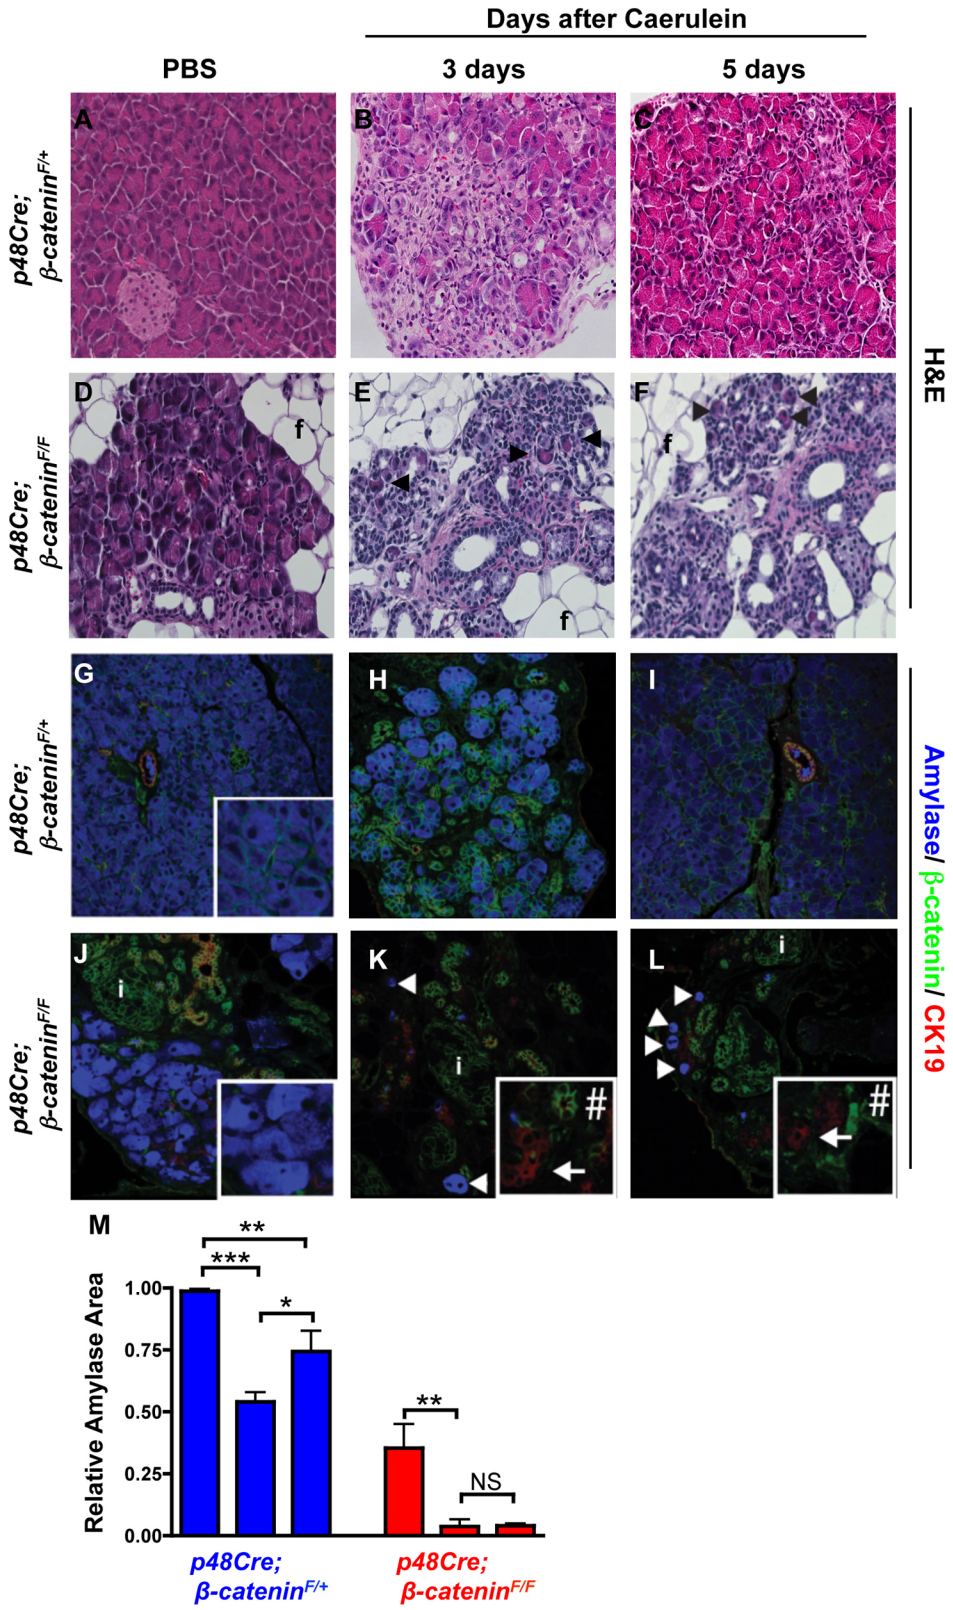 Days after Caerulein
PBS
3 days
5 days
p48Cre;
β-cateninF/+
A
B
C
p48Cre;
β-cateninF/F
D
f
E
f
F
f
H&E
p48Cre;
β-cateninF/+
G
H
I
p48Cre;
β-cateninF/F
J
i
K
i
#
L
i
#
Amylase/ β-catenin/ CK19
M
**
***
*
Relative Amylase Area
1.00
0.75
0.50
0.25
0.00
**
NS
p48Cre;
β-cateninF/+
p48Cre;
β-cateninF/F